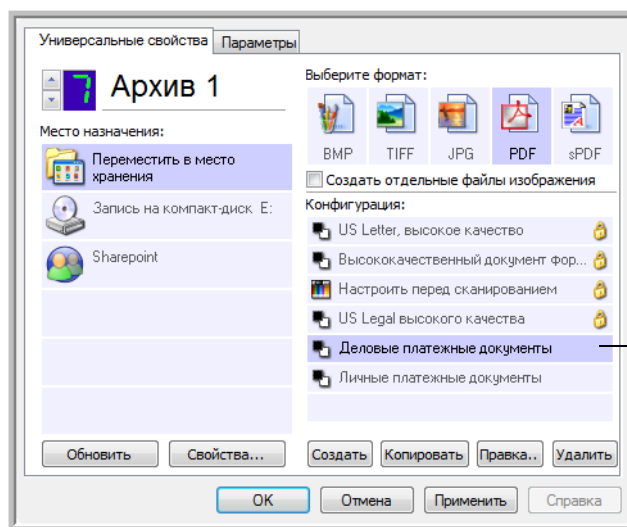 Универсальные свойства Параметры
7 Архив 1
Место назначения:
Переместить в место
хранения
Запись на компакт-диск E:
Sharepoint
Обновить Свойства...
Выберите формат:
BMP TIFF JPG PDF sPDF
Создать отдельные файлы изображения
Конфигурация:
US Letter, высокое качество
Высококачественный документ фор...
Настроить перед сканированием
US Legal высокого качества
Деловые платежные документы
Личные платежные документы
Создать Копировать Правка.. Удалить
OK Отмена Применить Справка